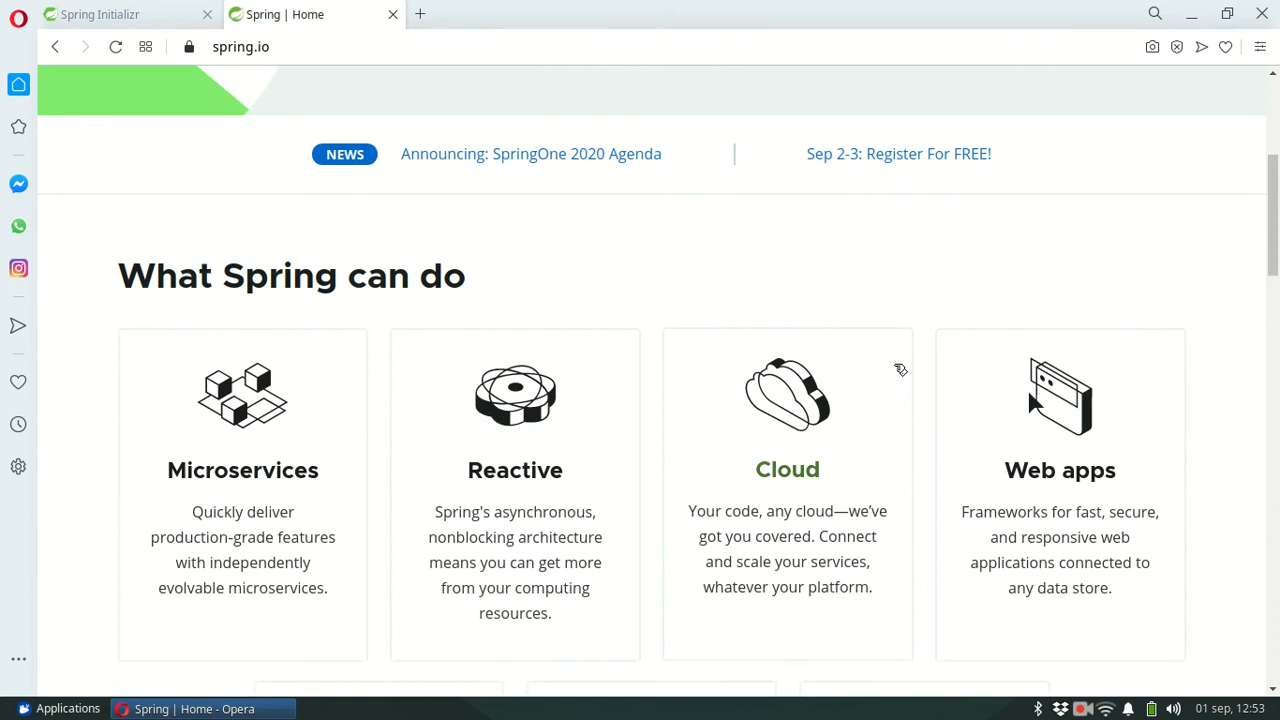 Spring Initializr
Spring | Home
spring.io
NEWS
Announcing: SpringOne 2020 Agenda
Sep 2-3: Register For FREE!
What Spring can do
Microservices
Quickly deliver
production-grade features
with independently
evolvable microservices.
Reactive
Spring's asynchronous,
nonblocking architecture
means you can get more
from your computing
resources.
Cloud
Your code, any cloud—we've
got you covered. Connect
and scale your services,
whatever your platform.
Web apps
Frameworks for fast, secure,
and responsive web
applications connected to
any data store.
Applications
Spring | Home - Opera
01 sep, 12:53